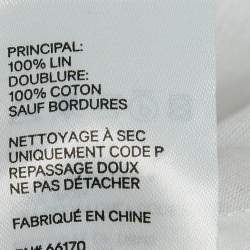 PRINCIPAL:
100% LIN
DOUBLURE:
100% COTON
SAUF BORDURES
NETTOYAGE À SEC
UNIQUEMENT CODE P
REPASSAGE DOUX
NE PAS DÉTACHER
FABRIQUÉ EN CHINE
66170